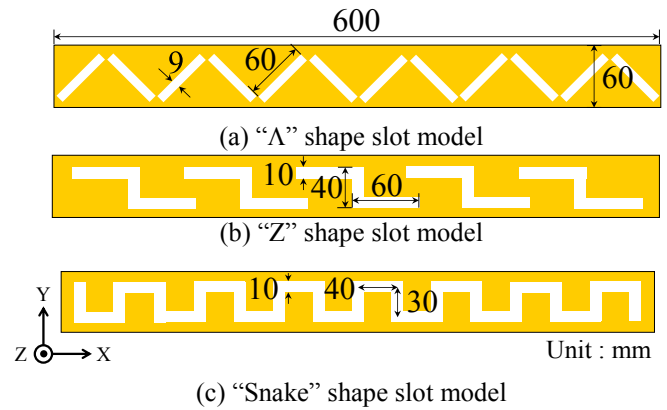 600
9
60
60
(a) “Λ” shape slot model
10
40
60
(b) “Z” shape slot model
10
40
30
Y
Z
X
Unit : mm
(c) “Snake” shape slot model